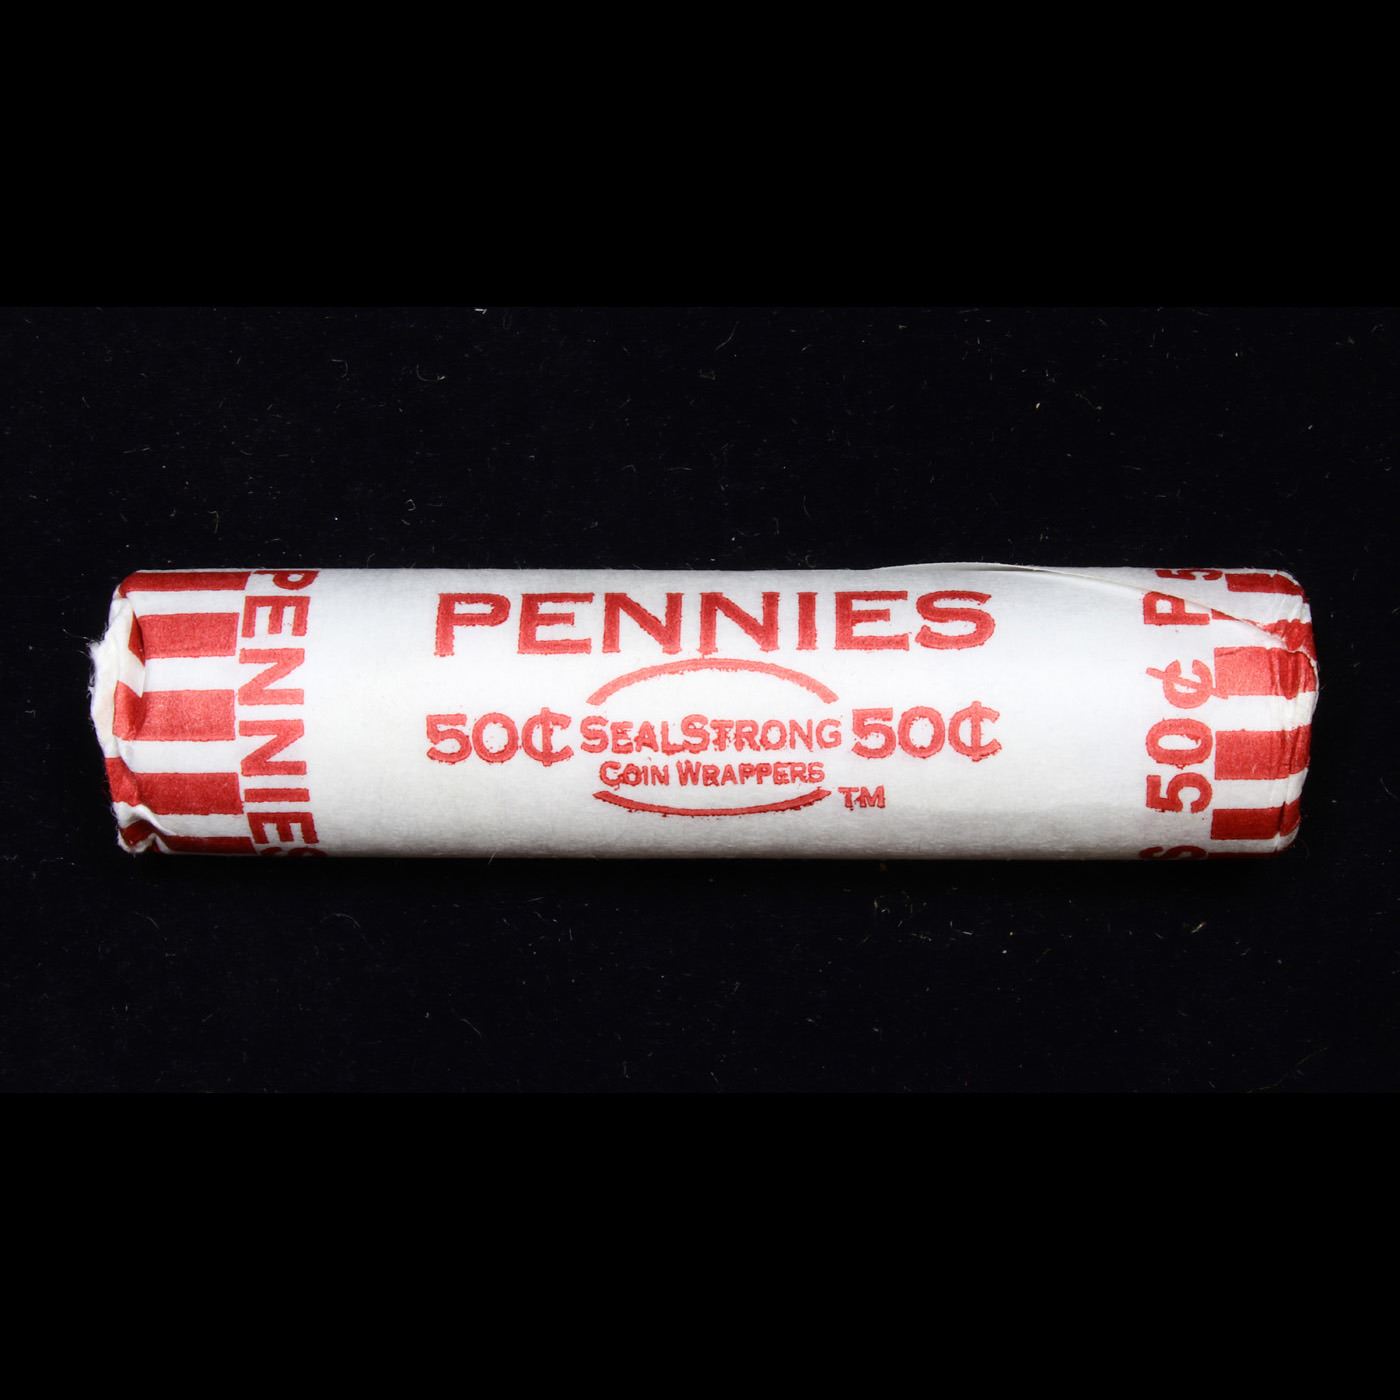 PENNIES
50¢ SEALSTRONG 50¢
COIN WRAPPERS
TM
PENNIES
50¢ P